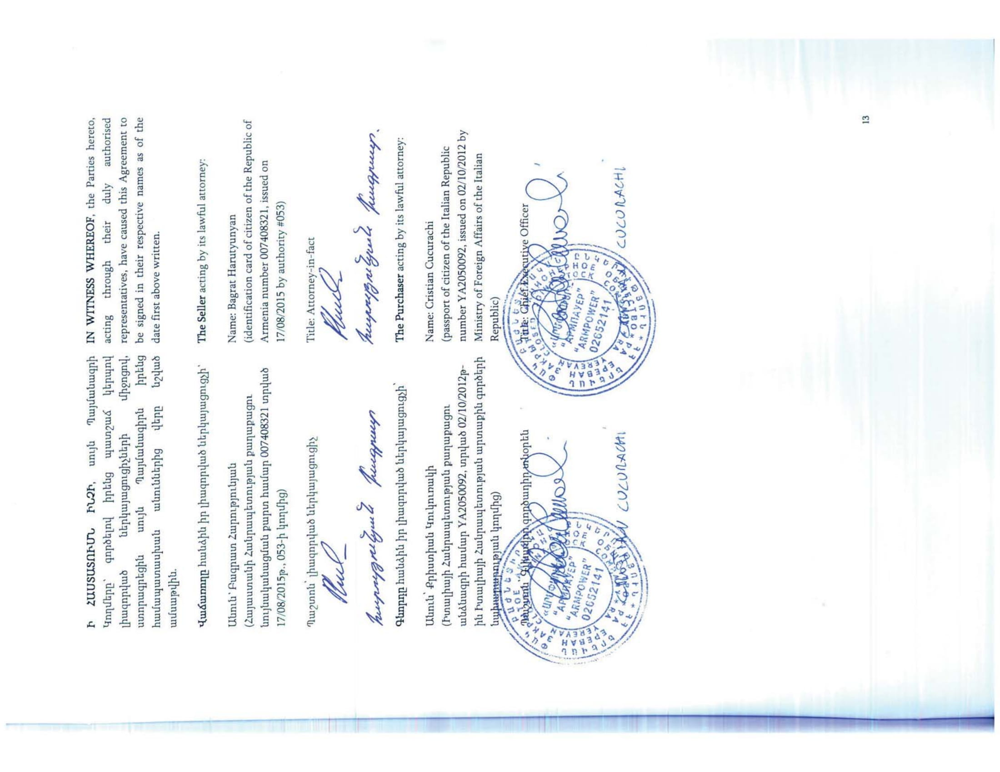 Ի ՀԱՍՏԱՏՈՒՄՆ ԻՆՉԻ, սույն Պայմանագրի
Կողմերը՝ գործելով իրենց պատշաճ կերպով
լիազորված ներկայացուցիչների միջոցով,
ստորագրեցին սույն Պայմանագիրն իրենց
համապատասխան անուններից վերը նշված
ամսաթվին.
Վաճառողը հանձին իր լիազորված ներկայացուցչի՝
Անուն՝ Բագրատ Հարությունյան
(Հայաստանի Հանրապետության քաղաքացու
նույնականացման քարտ համար 007408321 տրված
17/08/2015թ., 053-ի կողմից)
Պաշտոն՝ լիազորված ներկայացուցիչ
Հարությունյան Բագրատ
Գնորդը հանձին իր լիազորված ներկայացուցչի՝
Անուն՝ Քրիստիան Կուկուռակի
(Իտալիայի Հանրապետության քաղաքացու
անձնագրի համար YA2050092, տրված 02/10/2012թ-
ին Իտալիայի Հանրապետության արտաքին գործերի
նախարարության կողմից)
Պաշտոն՝ Գլխավոր գործադիր տնօրեն
"АРМПАУЕР"
"ARMPOWER"
02652141
CUCURACHI
IN WITNESS WHEREOF, the Parties hereto,
acting through their duly authorised
representatives, have caused this Agreement to
be signed in their respective names as of the
date first above written.
The Seller acting by its lawful attorney:
Name: Bagrat Harutyunyan
(identification card of citizen of the Republic of
Armenia number 007408321, issued on
17/08/2015 by authority #053)
Title: Attorney-in-fact
Հարությունյան Բագրատ.
The Purchaser acting by its lawful attorney:
Name: Cristian Cucurachi
(passport of citizen of the Italian Republic
number YA2050092, issued on 02/10/2012 by
Ministry of Foreign Affairs of the Italian
Republic)
Title: Chief Executive Officer
"АРМПАУЕР"
"ARMPOWER"
02652141
CUCURACHI
13